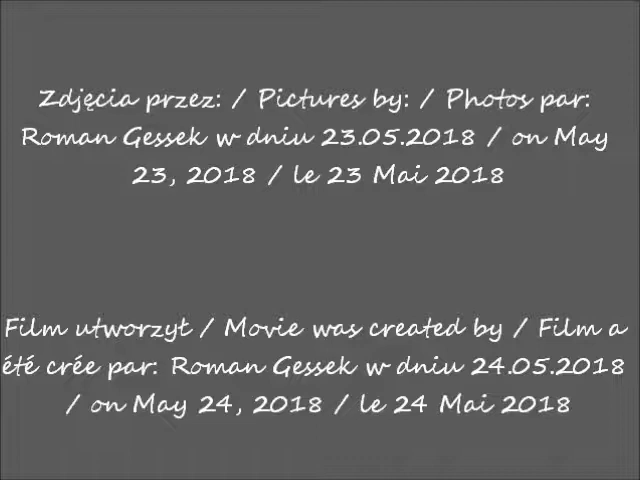 Zdjęcia przez: / Pictures by: / Photos par:
Roman Gessek w dniu 23.05.2018 / on May
23, 2018 / le 23 Mai 2018
Film utworzył / Movie was created by / Film a
été crée par: Roman Gessek w dniu 24.05.2018
/ on May 24, 2018 / le 24 Mai 2018